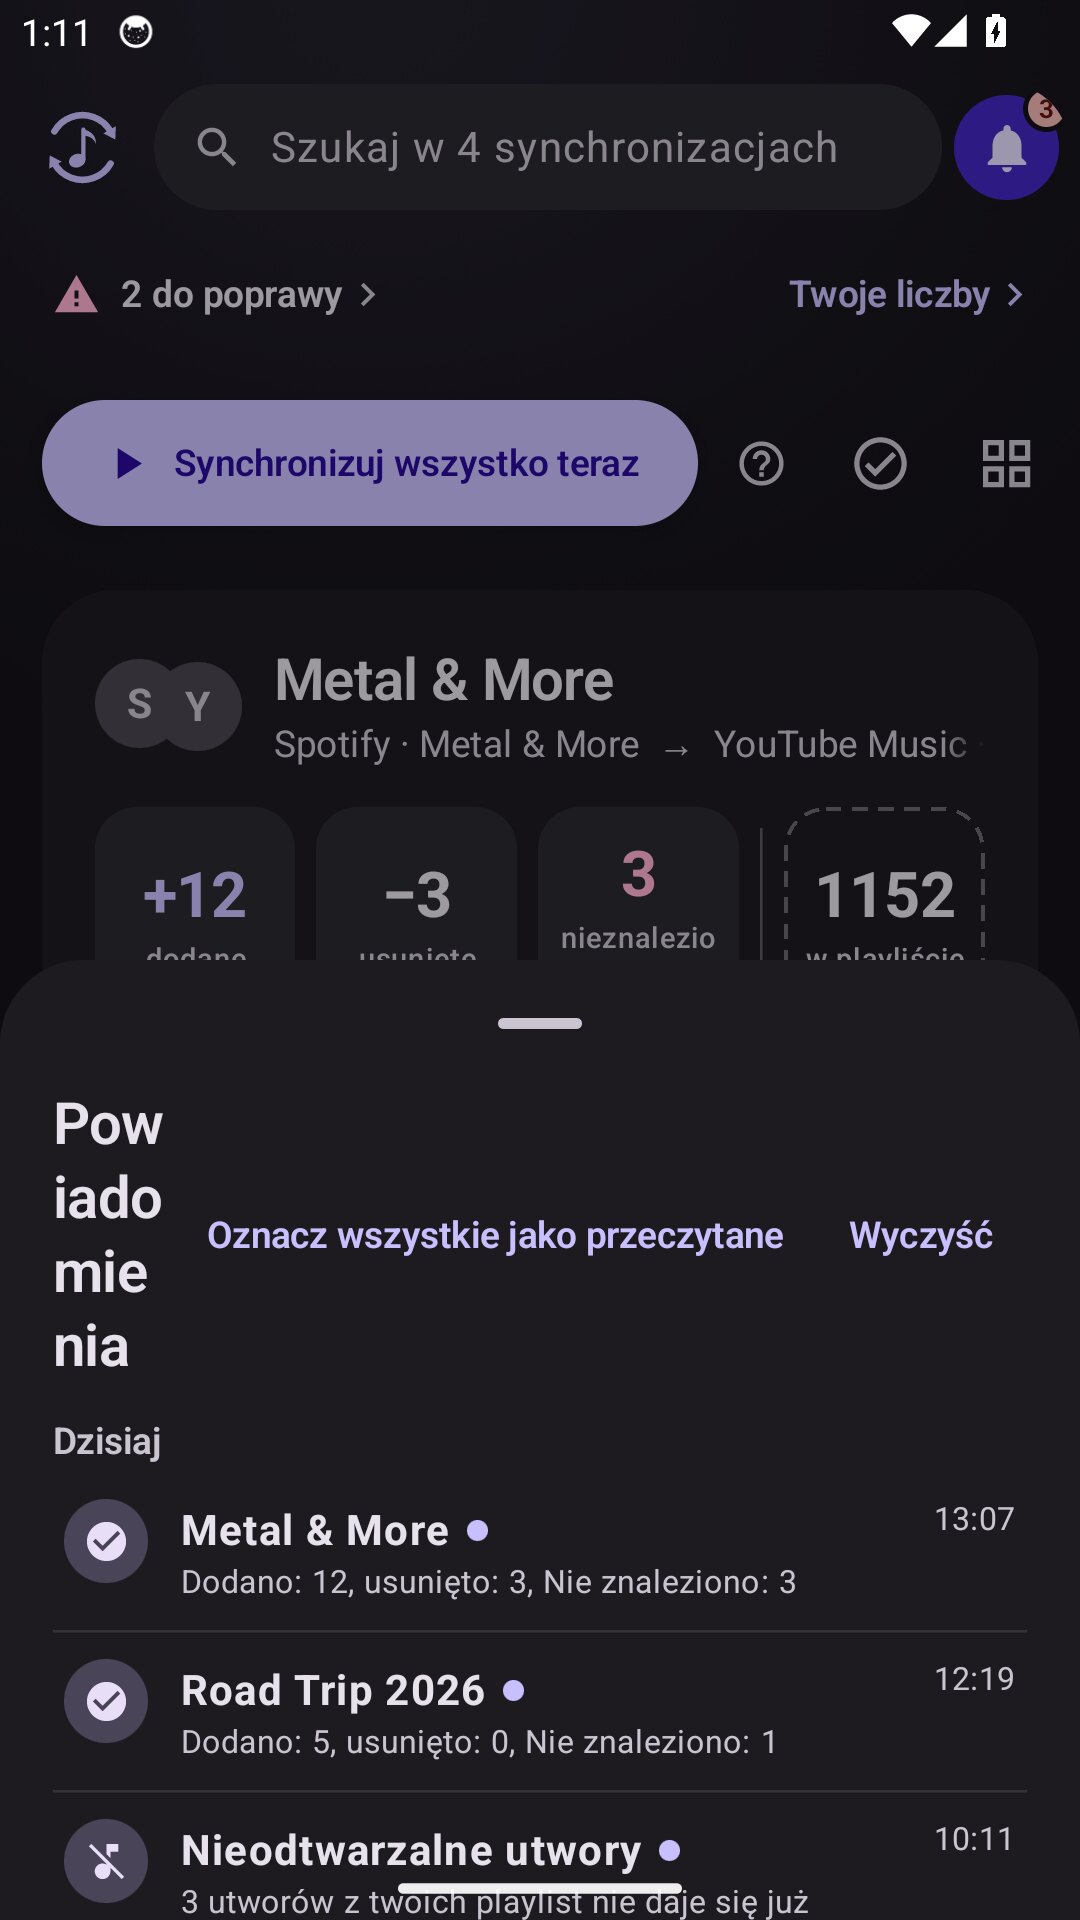 1:11
Szukaj w 4 synchronizacjach
3
2 do poprawy
Twoje liczby
Synchronizuj wszystko teraz
S Y
Metal & More
Spotify · Metal & More → YouTube Music
+12
dodane
−3
usunięte
3
nieznalezio
1152
w playliście
Pow
iado
mie
nia
Oznacz wszystkie jako przeczytane
Wyczyść
Dzisiaj
Metal & More
13:07
Dodano: 12, usunięto: 3, Nie znaleziono: 3
Road Trip 2026
12:19
Dodano: 5, usunięto: 0, Nie znaleziono: 1
Nieodtwarzalne utwory
10:11
3 utworów z twoich playlist nie daje się już